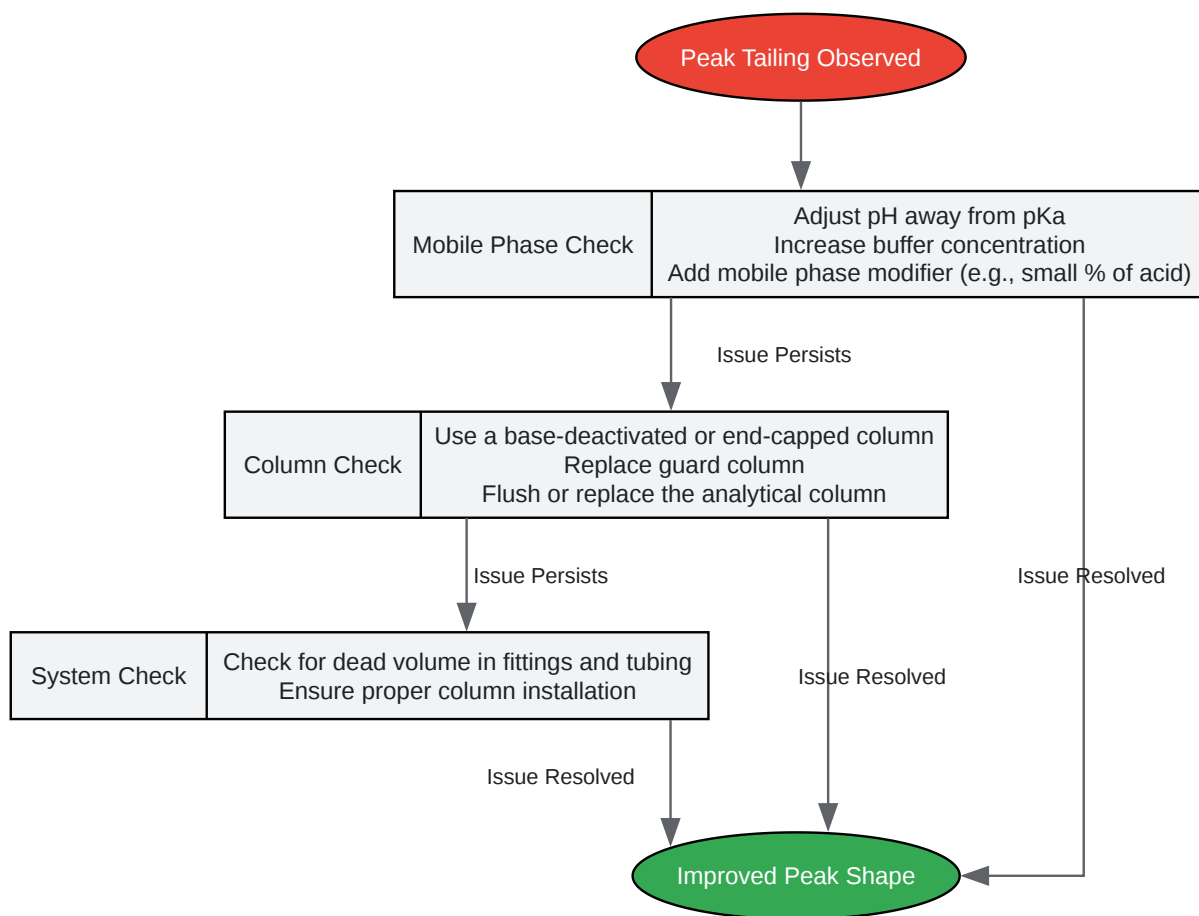 Peak Tailing Observed
Mobile Phase Check
Adjust pH away from pKa
Increase buffer concentration
Add mobile phase modifier (e.g., small % of acid)
Issue Persists
Column Check
Use a base-deactivated or end-capped column
Replace guard column
Flush or replace the analytical column
Issue Persists
Issue Resolved
System Check
Check for dead volume in fittings and tubing
Ensure proper column installation
Issue Resolved
Issue Resolved
Improved Peak Shape